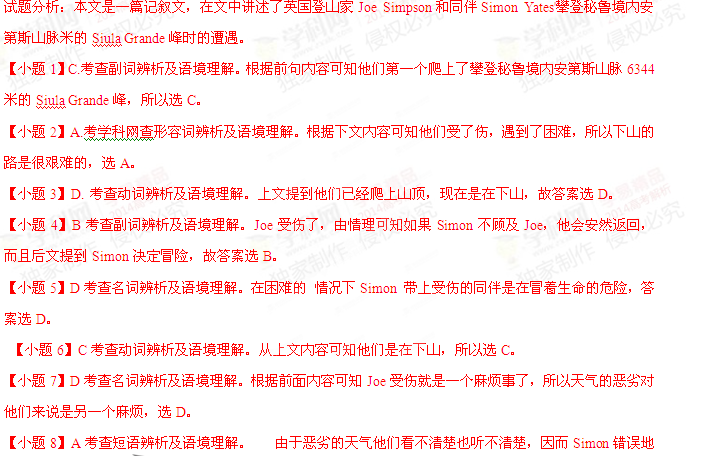 试题分析：本文是一篇记叙文，在文中讲述了英国登山家 Joe Simpson和同伴 Simon Yates攀登秘鲁境内安
第斯山脉米的 Siula Grande 峰时的遭遇。
【小题 1】C.考查副词辨析及语境理解。根据前句内容可知他们第一个爬上了攀登秘鲁境内安第斯山脉 6344
米的 Siula Grande 峰，所以选 C。
【小题 2】A.考学科网查形容词辨析及语境理解。根据下文内容可知他们受了伤，遇到了困难，所以下山的
路是很艰难的，选 A。
【小题 3】D. 考查动词辨析及语境理解。上文提到他们已经爬上山顶，现在是在下山，故答案选 D。
【小题 4】B 考查副词辨析及语境理解。Joe 受伤了，由情理可知如果 Simon 不顾及 Joe，他会安然返回，
而且后文提到 Simon 决定冒险，故答案选 B。
【小题 5】D 考查名词辨析及语境理解。在困难的 情况下 Simon 带上受伤的同伴是在冒着生命的危险，答
案选 D。
【小题 6】C 考查动词辨析及语境理解。从上文内容可知他们是在下山，所以选 C。
【小题 7】D 考查名词辨析及语境理解。根据前面内容可知 Joe 受伤就是一个麻烦事了，所以天气的恶劣对
他们来说是另一个麻烦，选 D。
【小题 8】A 考查短语辨析及语境理解。 由于恶劣的天气他们看不清楚也听不清楚，因而 Simon 错误地